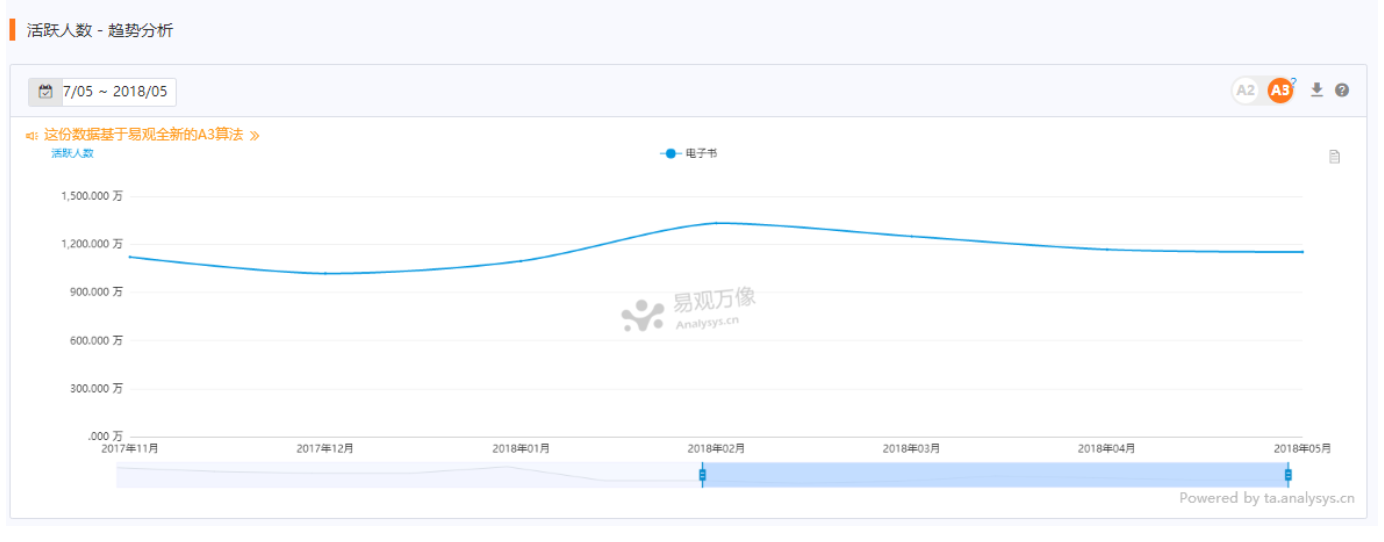 活跃人数 - 趋势分析
7/05 ~ 2018/05
A2 A3 ? ?
这份数据基于易观全新的A3算法 »
活跃人数
电子书
1,500.000 万
1,200.000 万
900.000 万
600.000 万
300.000 万
.000 万
易观万像
Analysys.cn
2017年11月 2017年12月 2018年01月 2018年02月 2018年03月 2018年04月 2018年05月
Powered by ta.analysys.cn